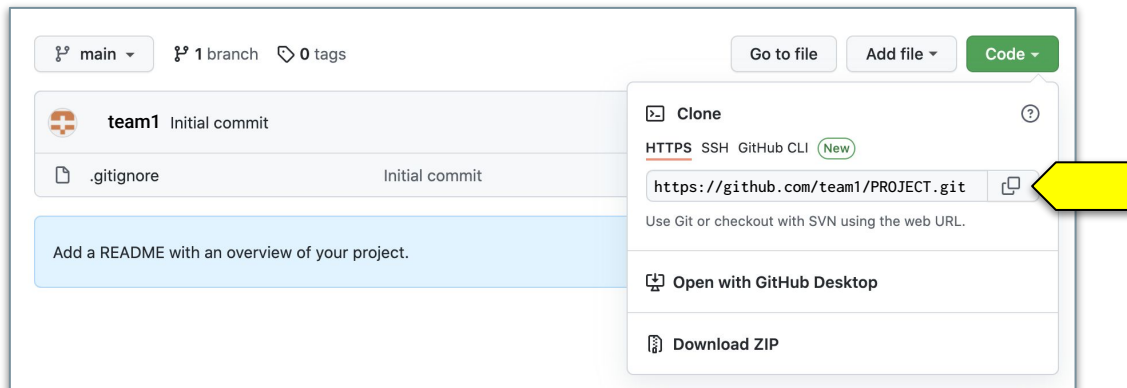 main
1 branch
0 tags
Go to file
Add file
Code
team1 Initial commit
.gitignore
Initial commit
Add a README with an overview of your project.
Clone
HTTPS SSH GitHub CLI New
https://github.com/team1/PROJECT.git
Use Git or checkout with SVN using the web URL.
Open with GitHub Desktop
Download ZIP